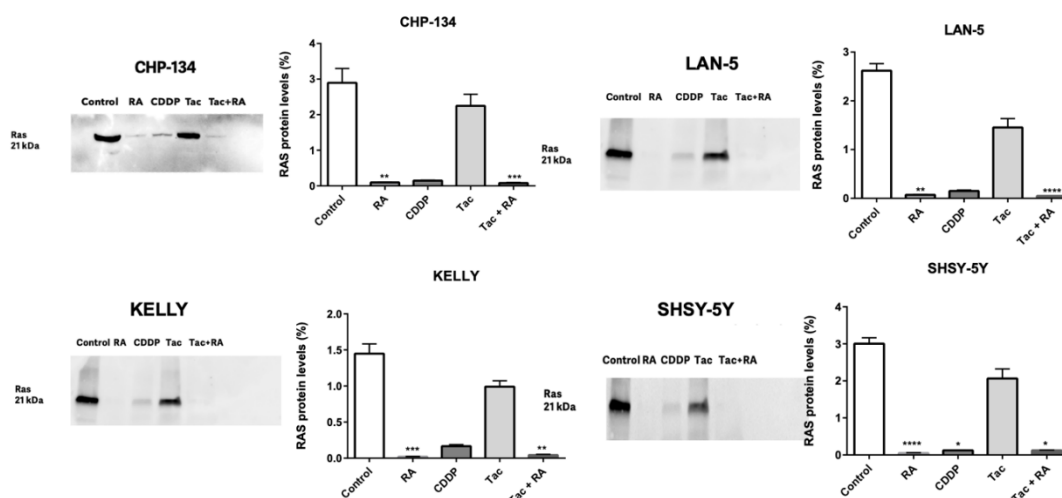 CHP-134
Control RA CDDP Tac Tac+RA
Ras
21 kDa
CHP-134
RAS protein levels (%)
4
3
2
1
0
**
***
Control
RA
CDDP
Tac
Tac + RA
LAN-5
Control RA CDDP Tac Tac+RA
Ras
21 kDa
LAN-5
RAS protein levels (%)
3
2
1
0
**
****
Control
RA
CDDP
Tac
Tac + RA
KELLY
Control RA CDDP Tac Tac+RA
Ras
21 kDa
KELLY
RAS protein levels (%)
2.0
1.5
1.0
0.5
0.0
***
**
Control
RA
CDDP
Tac
Tac + RA
SHSY-5Y
Control RA CDDP Tac Tac+RA
Ras
21 kDa
SHSY-5Y
RAS protein levels (%)
4
3
2
1
0
****
*
*
Control
RA
CDDP
Tac
Tac + RA